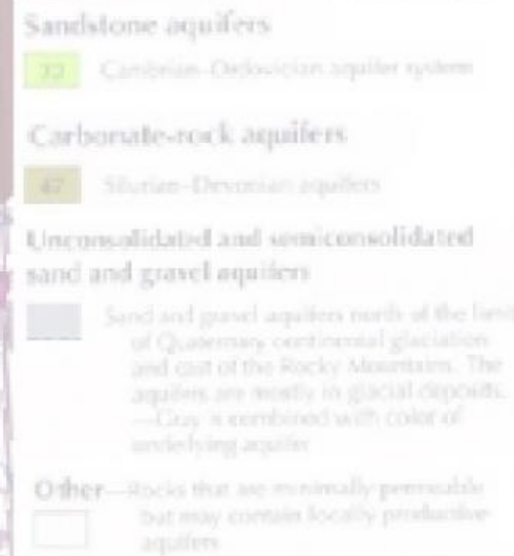 Sandstone aquifers
22 Cambrian-Ordovician aquifer system
Carbonate-rock aquifers
47 Silurian-Devonian aquifers
Unconsolidated and semiconsolidated
sand and gravel aquifers
Sand and gravel aquifers north of the limit
of Quaternary continental glaciation
and east of the Rocky Mountains. The
aquifers are mostly in glacial deposits.
—Gray is combined with color of
underlying aquifer
Other—Rocks that are minimally permeable
but may contain locally productive
aquifers